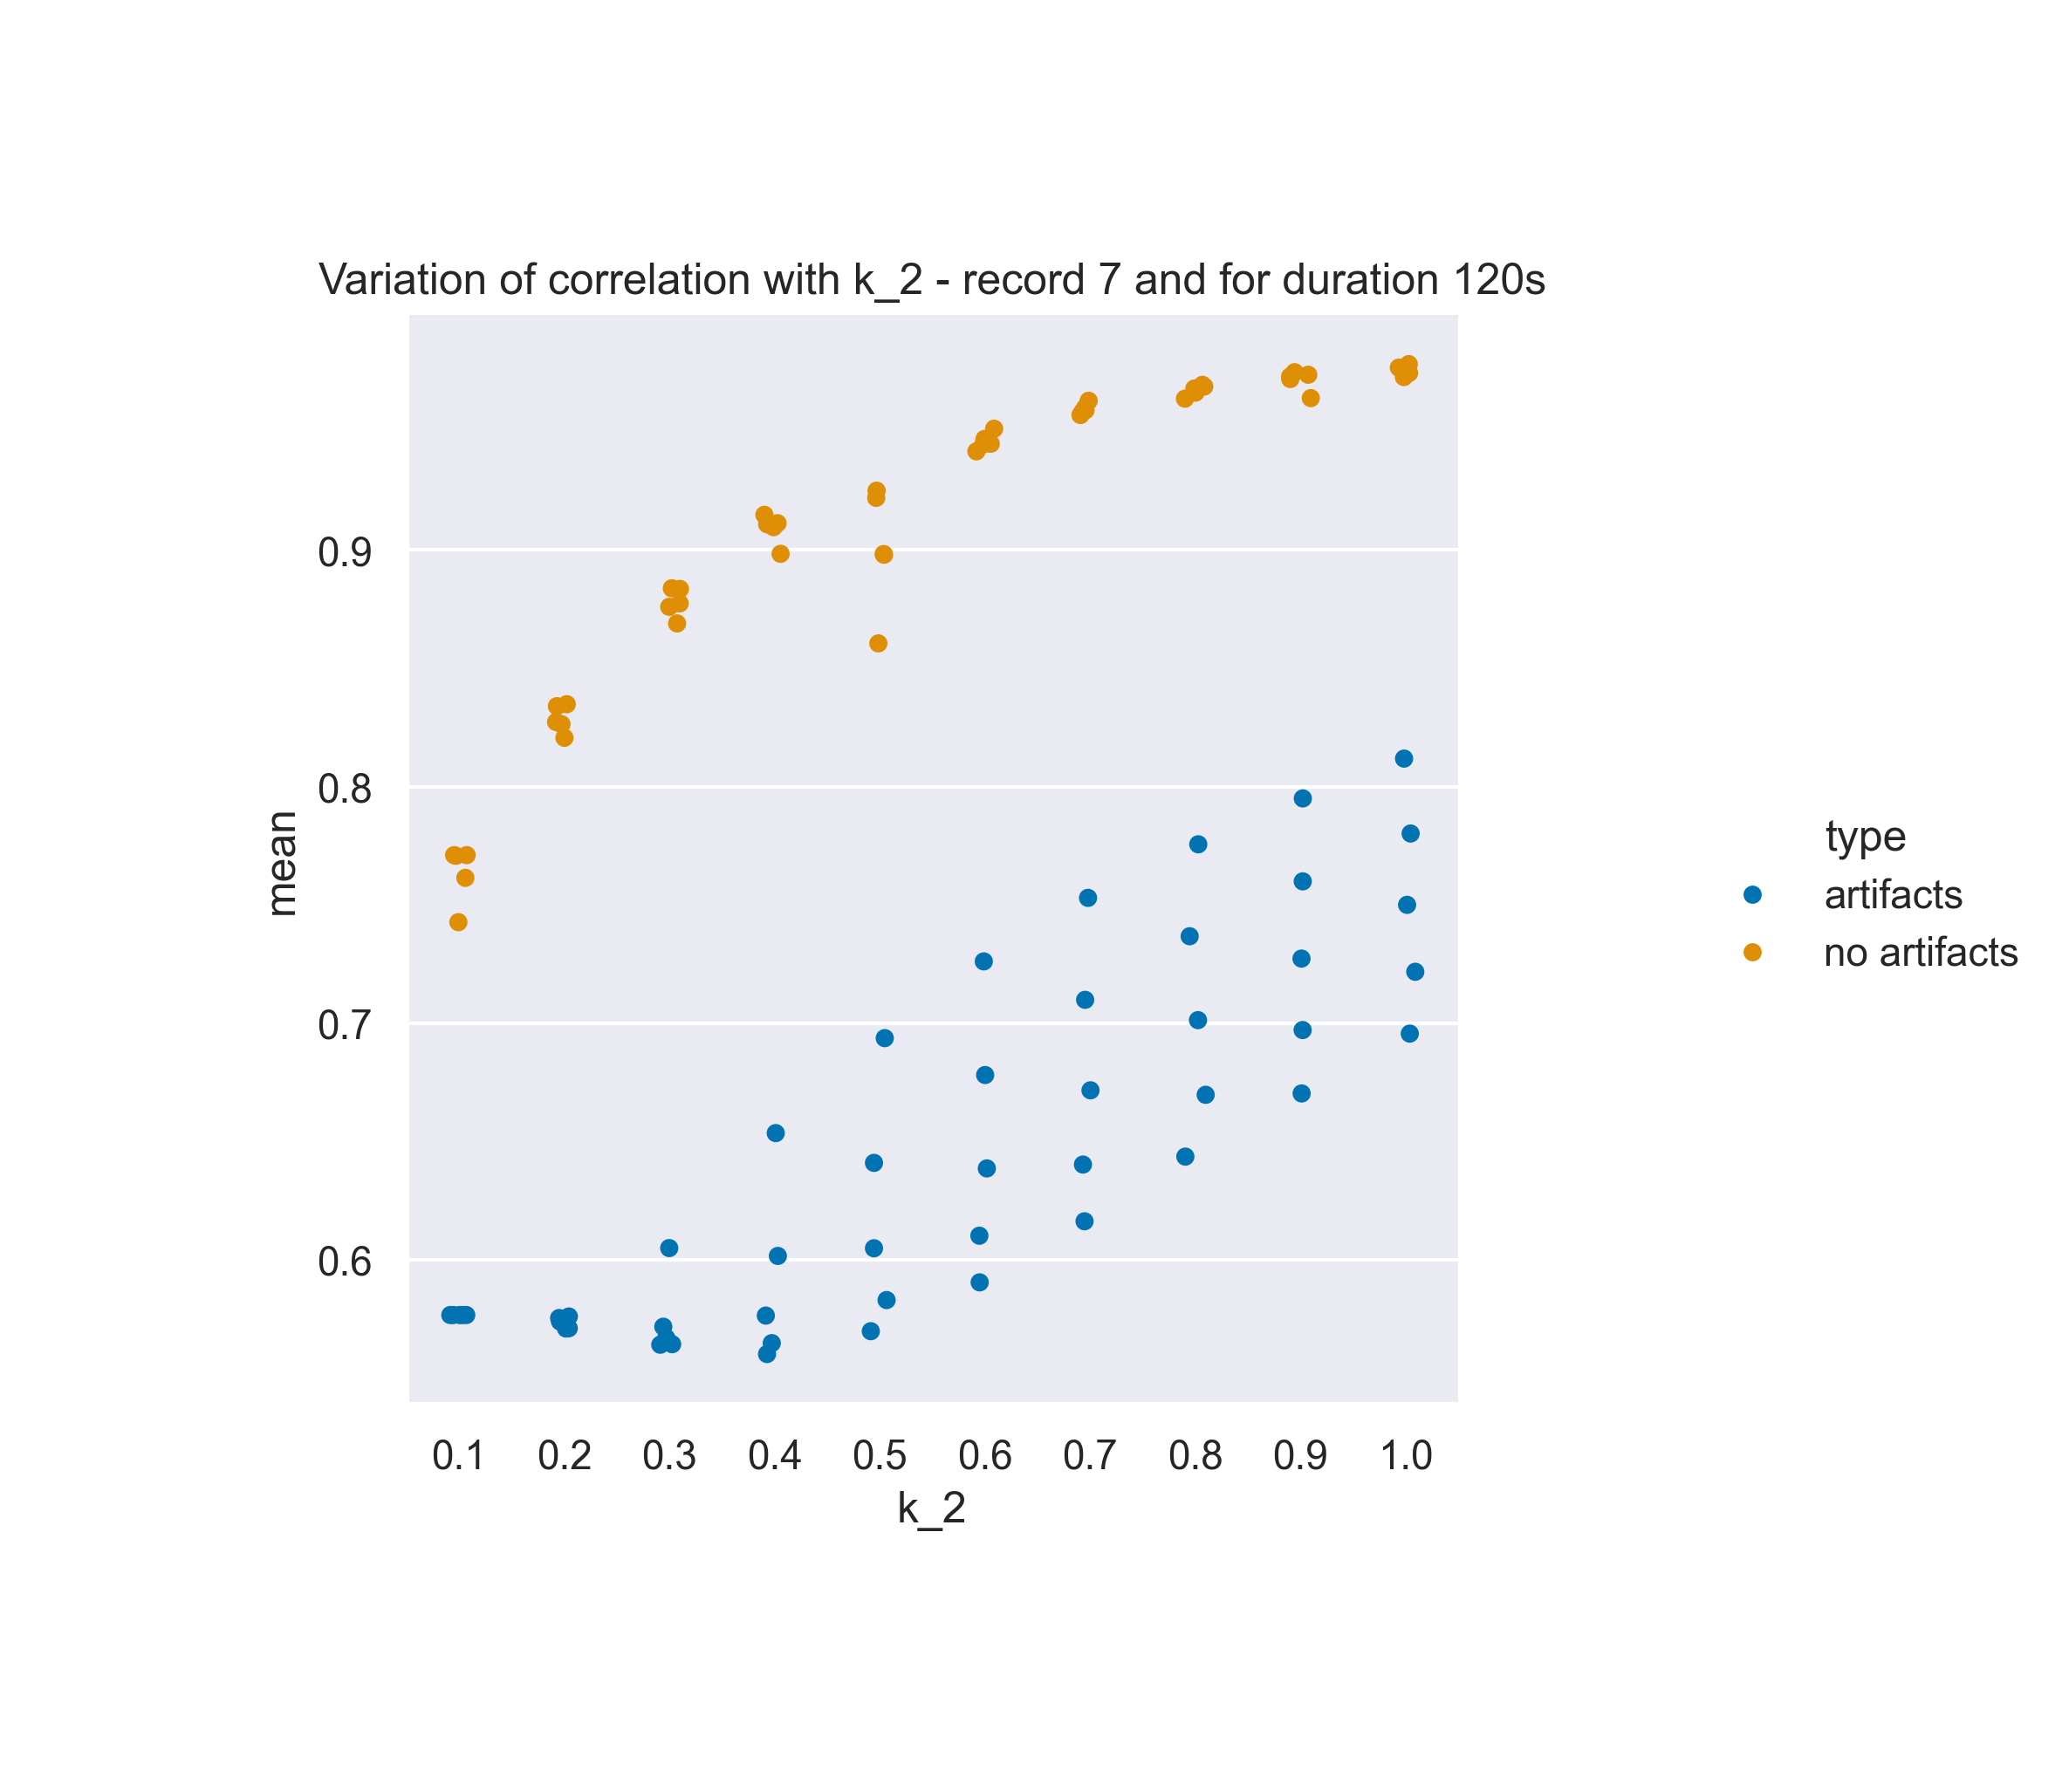 Variation of correlation with k_2 - record 7 and for duration 120s
0.9
0.8
0.7
0.6
mean
0.1 0.2 0.3 0.4 0.5 0.6 0.7 0.8 0.9 1.0
k_2
type
artifacts
no artifacts